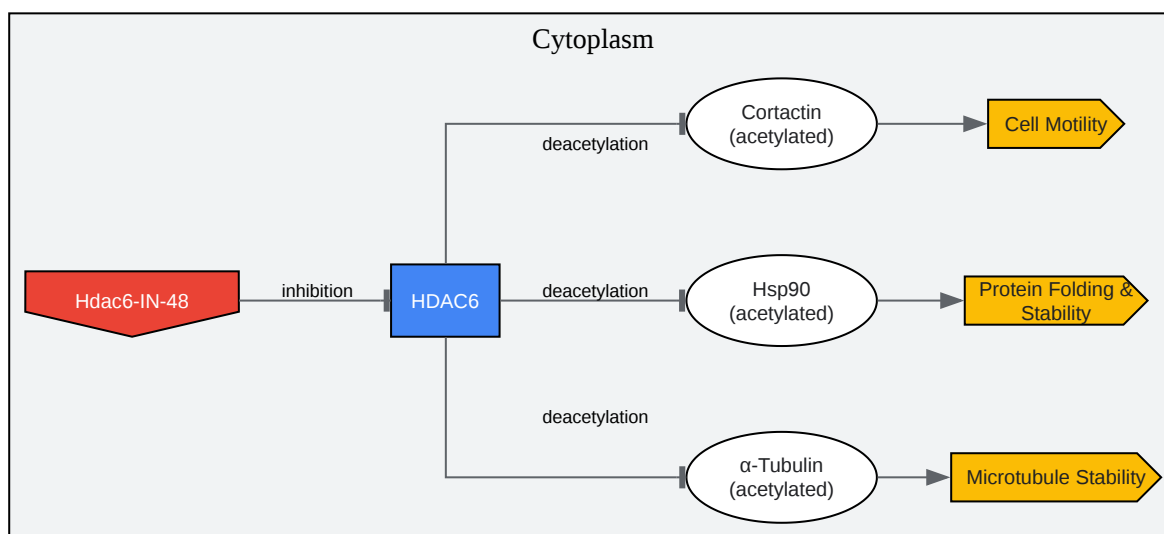 Cytoplasm
Cortactin
(acetylated)
deacetylation
Cell Motility
Hdac6-IN-48
inhibition
HDAC6
deacetylation
Hsp90
(acetylated)
Protein Folding &
Stability
deacetylation
α-Tubulin
(acetylated)
Microtubule Stability